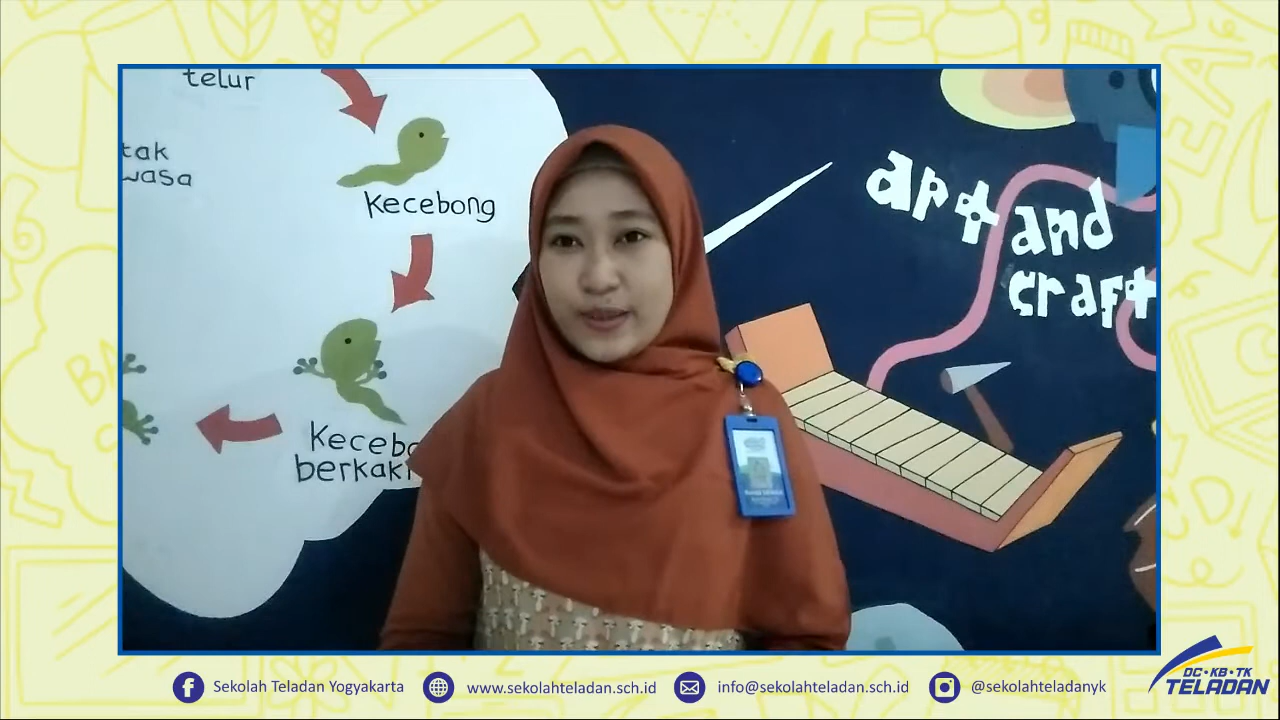 telur
tak
wasa
Kecebong
Kecebo
berkaki
art and
craft
Sekolah Teladan Yogyakarta
www.sekolahteladan.sch.id
info@sekolahteladan.sch.id
@sekolahteladanyk
DC•KB•TK
TELADAN